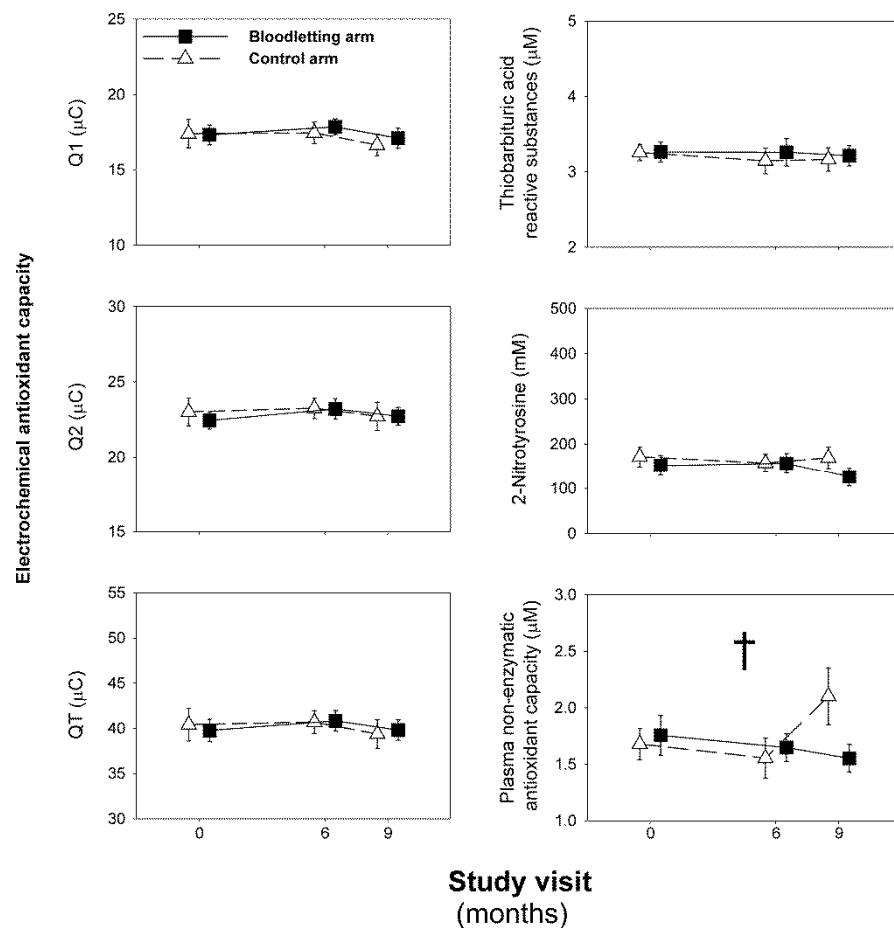 Electrochemical antioxidant capacity
Q1 (μC)
25
20
15
10
Bloodletting arm
Control arm
Q2 (μC)
30
25
20
15
QT (μC)
55
50
45
40
35
30
0 6 9
Thiobarbituric acid
reactive substances (μM)
5
4
3
2
2-Nitrotyrosine (mM)
500
400
300
200
100
0
Plasma non-enzymatic
antioxidant capacity (μM)
3.0
2.5
2.0
1.5
1.0
†
0 6 9
Study visit
(months)